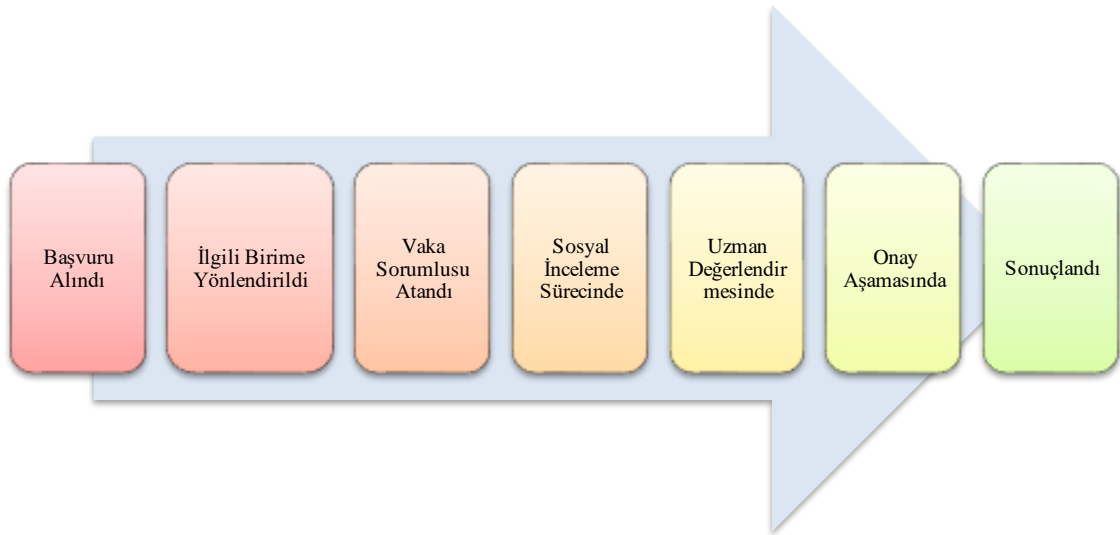 Başvuru
Alındı
İlgili Birime
Yönlendirildi
Vaka
Sorumlusu
Atandı
Sosyal
İnceleme
Sürecinde
Uzman
Değerlendir
mesinde
Onay
Aşamasında
Sonuçlandı